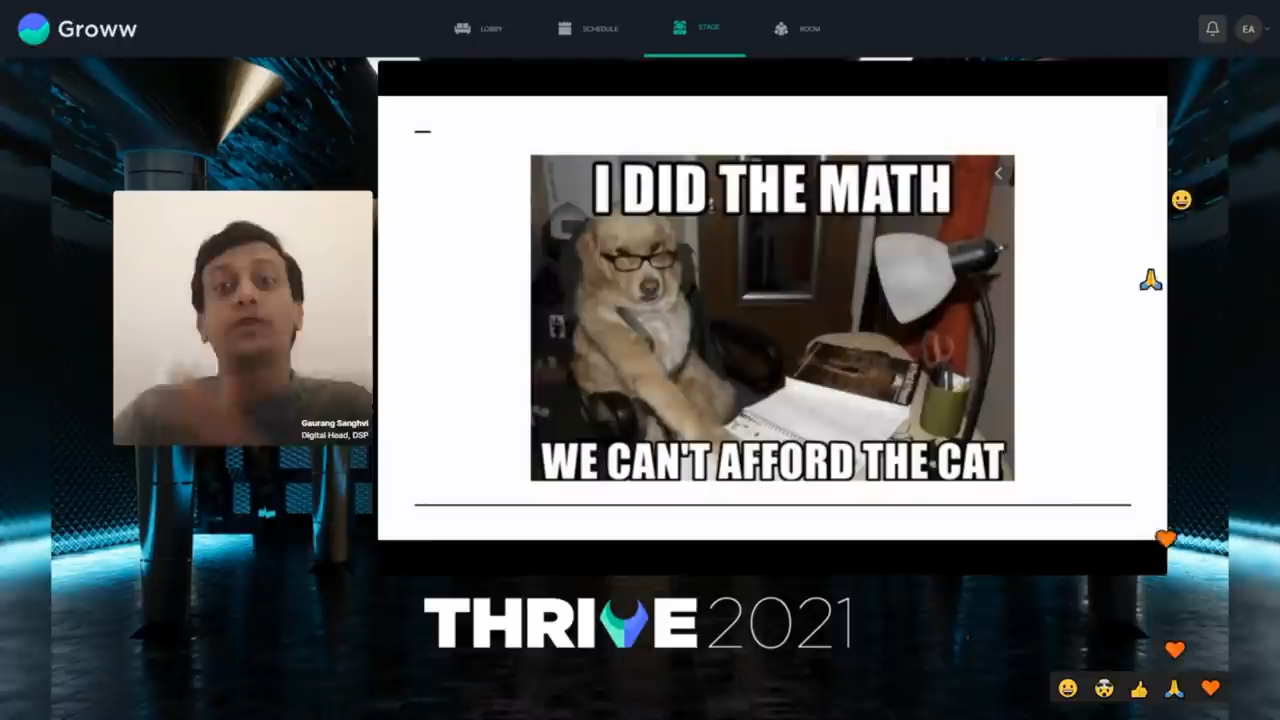 Groww
LOBBY
SCHEDULE
STAGE
ROOM
EA
I DID THE MATH
WE CAN'T AFFORD THE CAT
Gaurang Sanghvi
Digital Head, DSP
THRIVE 2021